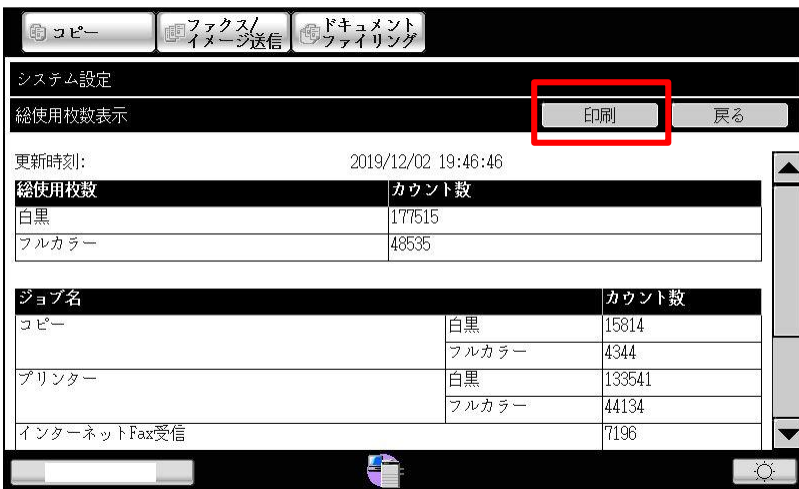 コピー
ファクス/
イメージ送信
ドキュメント
ファイリング
システム設定
総使用枚数表示
印刷
戻る
更新時刻: 2019/12/02 19:46:46
総使用枚数 カウント数
白黒 177515
フルカラー 48535
ジョブ名 カウント数
コピー 白黒 15814
フルカラー 4344
プリンター 白黒 133541
フルカラー 44134
インターネットFax受信 7196